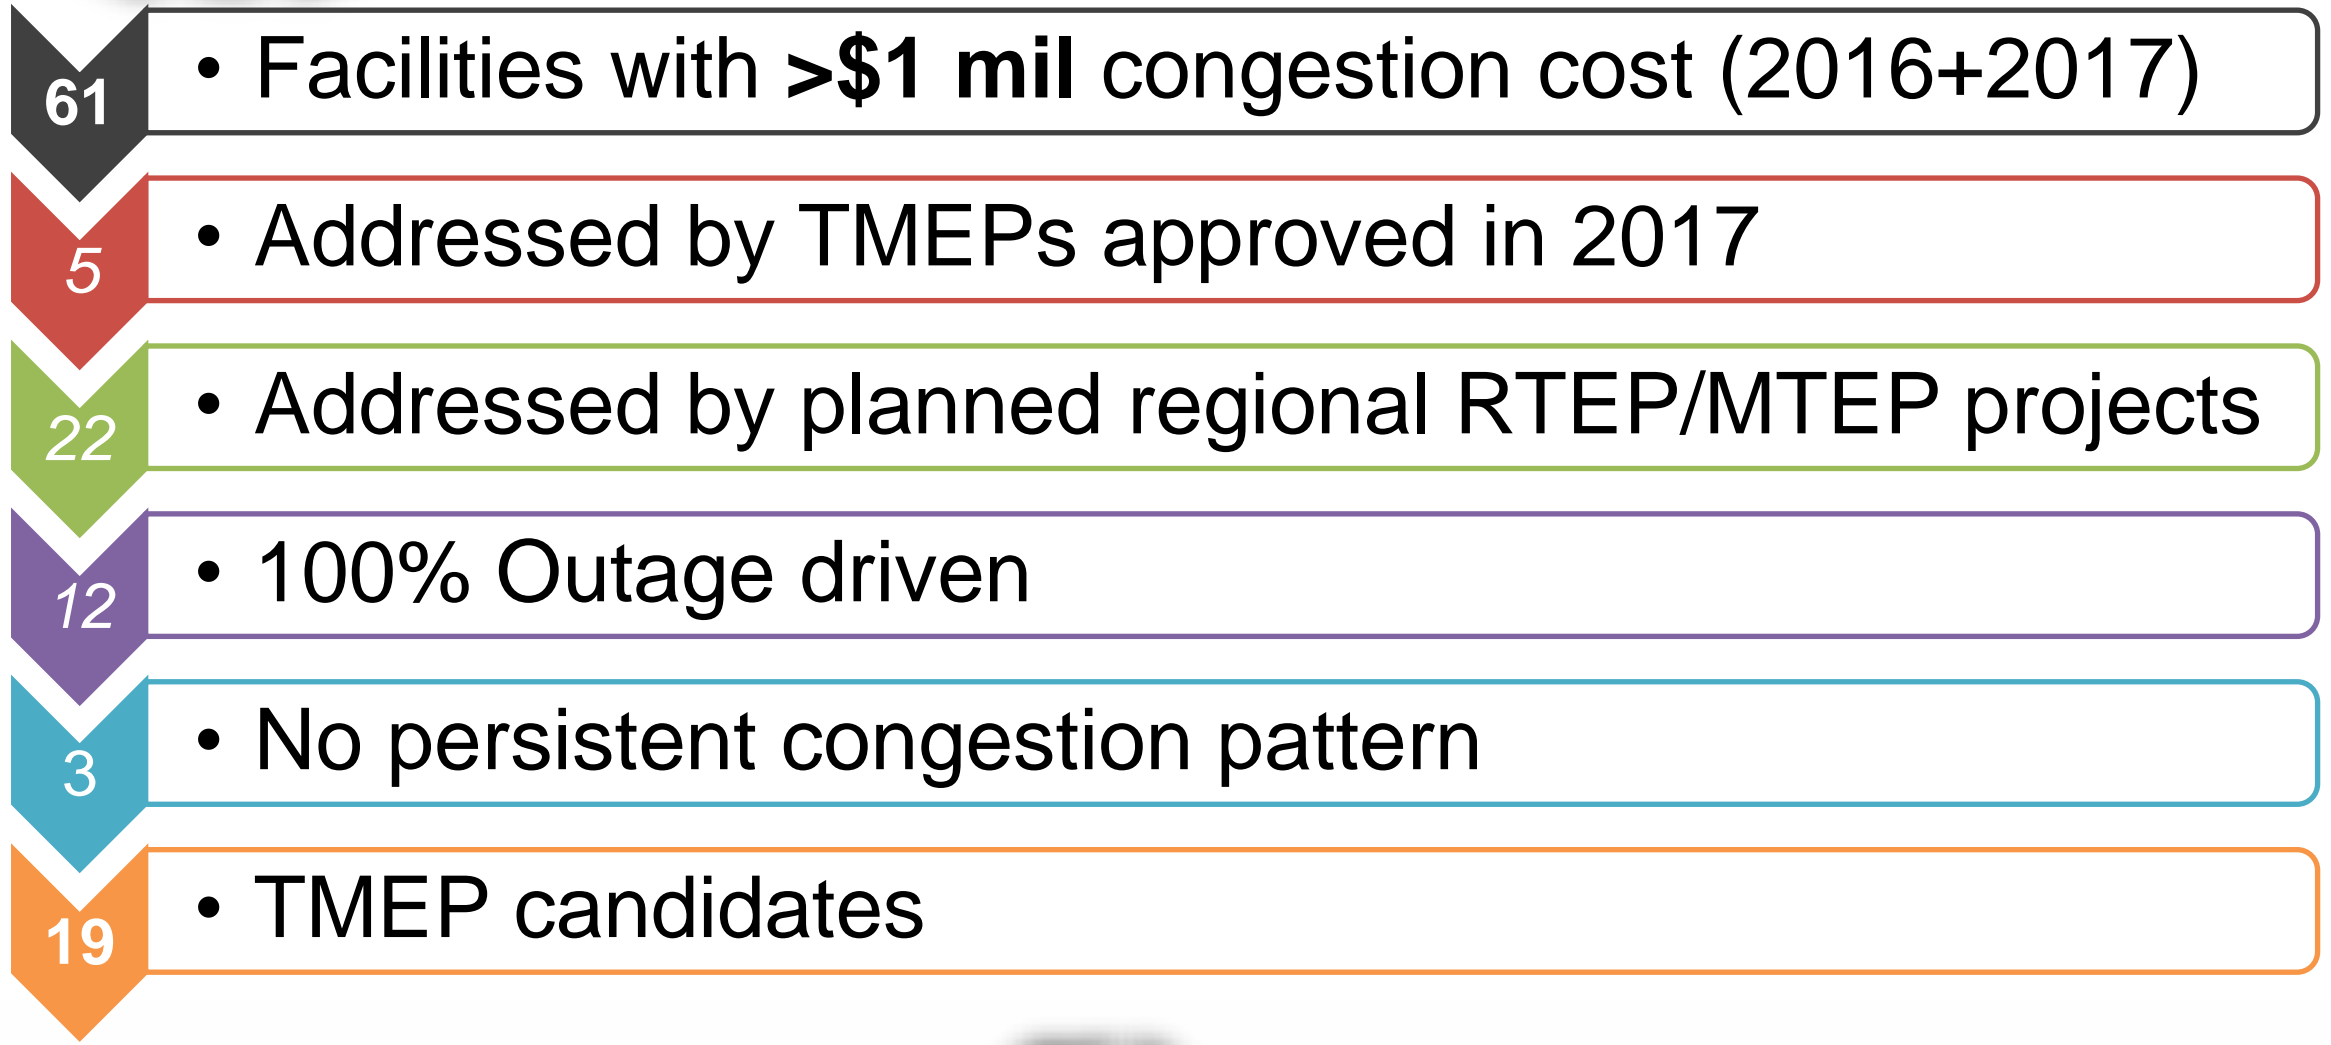 61 • Facilities with >$1 mil congestion cost (2016+2017)
5 • Addressed by TMEPs approved in 2017
22 • Addressed by planned regional RTEP/MTEP projects
12 • 100% Outage driven
3 • No persistent congestion pattern
19 • TMEP candidates